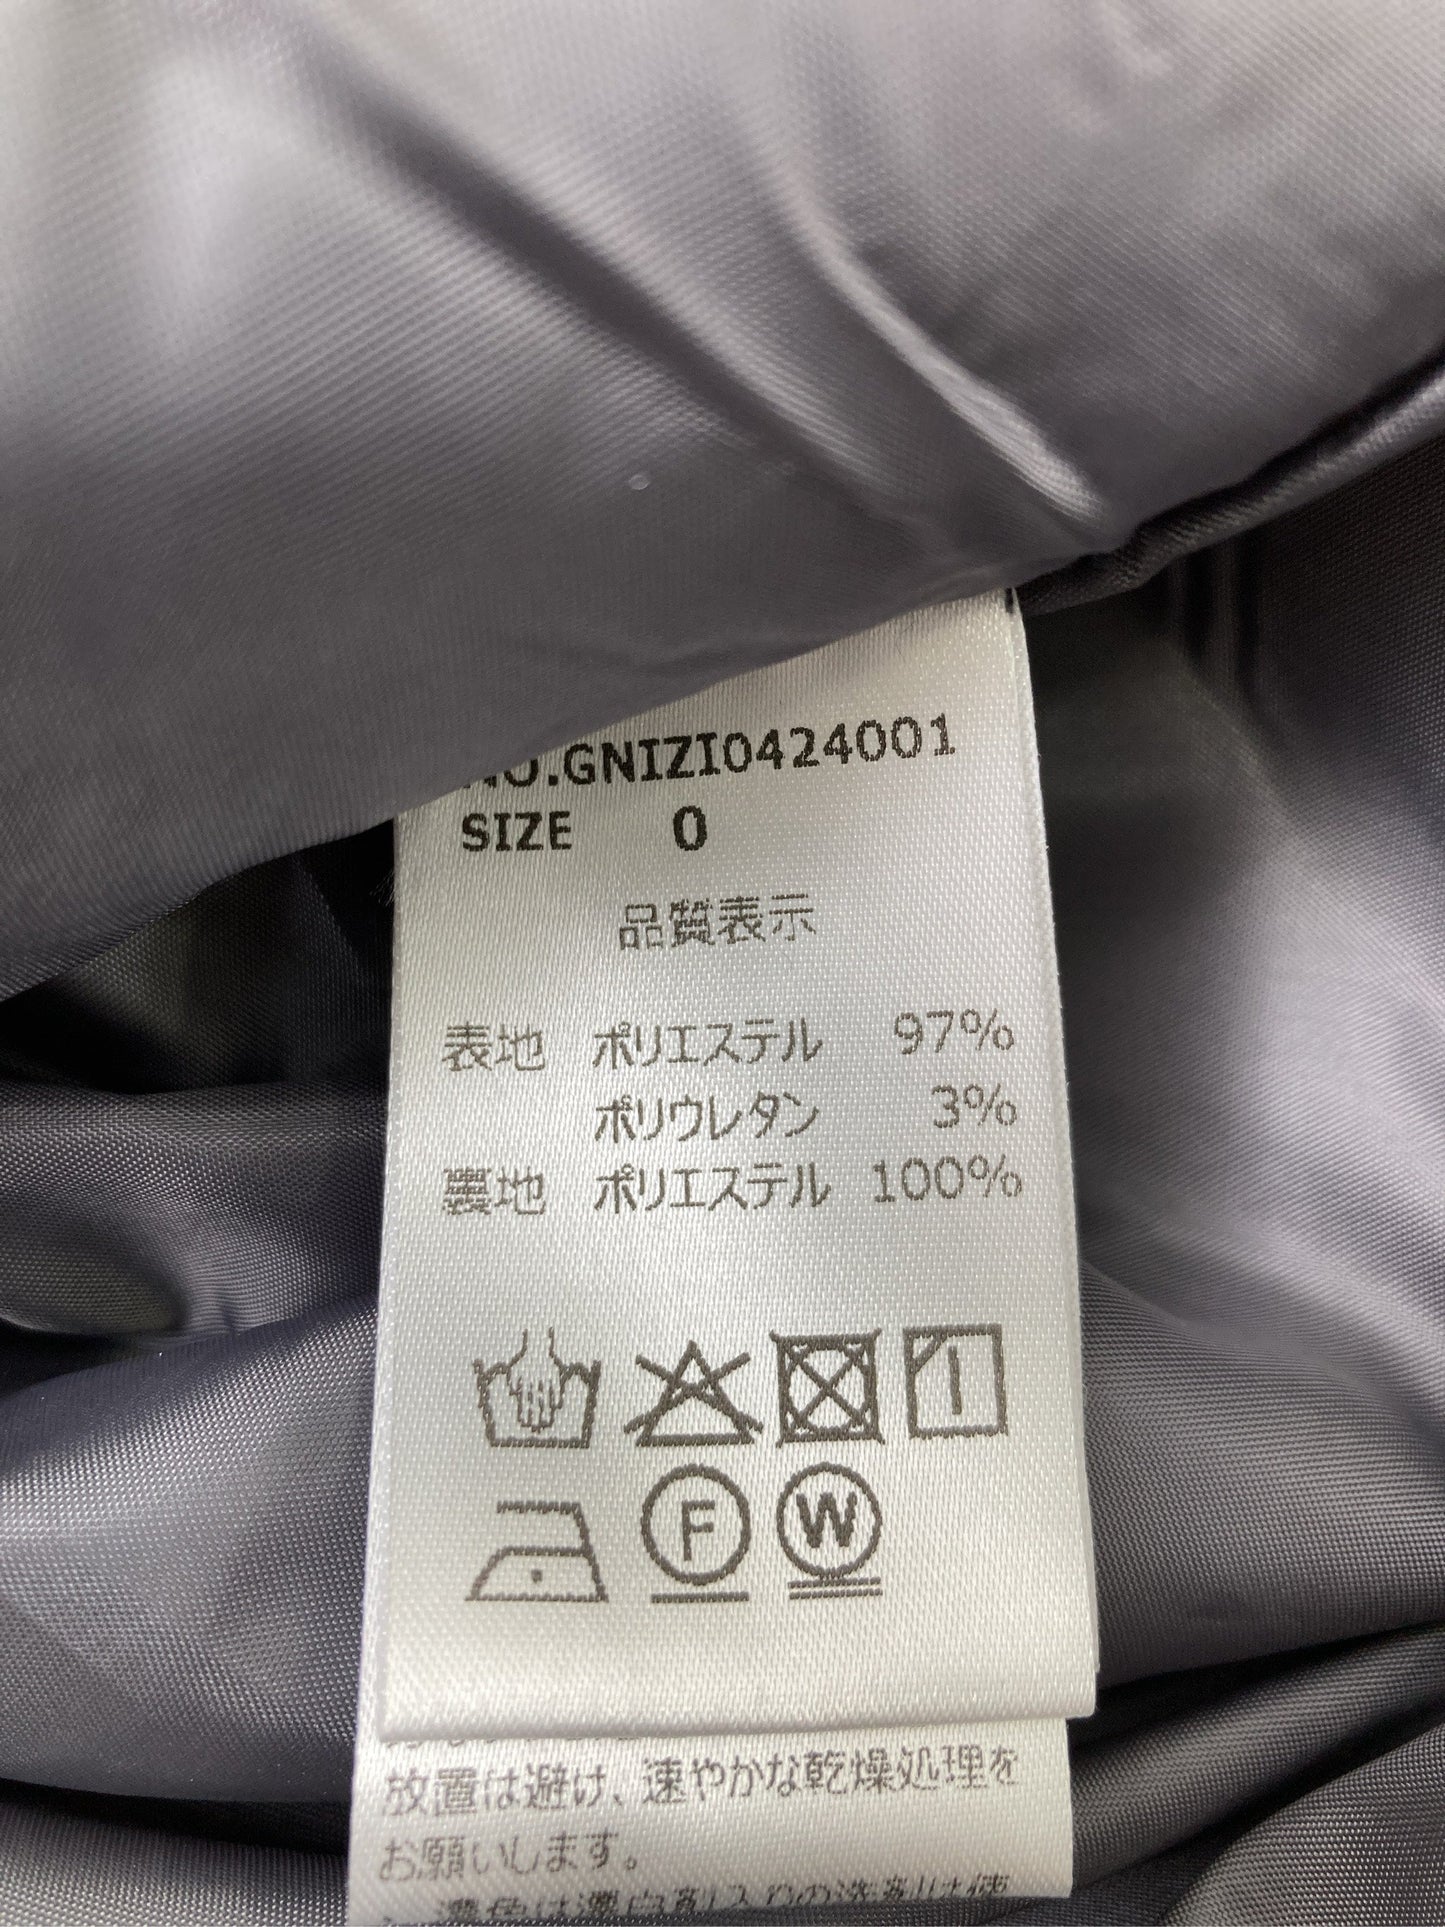 NO.GNIZI0424001
SIZE 0
品質表示
表地 ポリエステル 97%
ポリウレタン 3%
裏地 ポリエステル 100%
F W
放置は避け、速やかな乾燥処理を
お願いします。